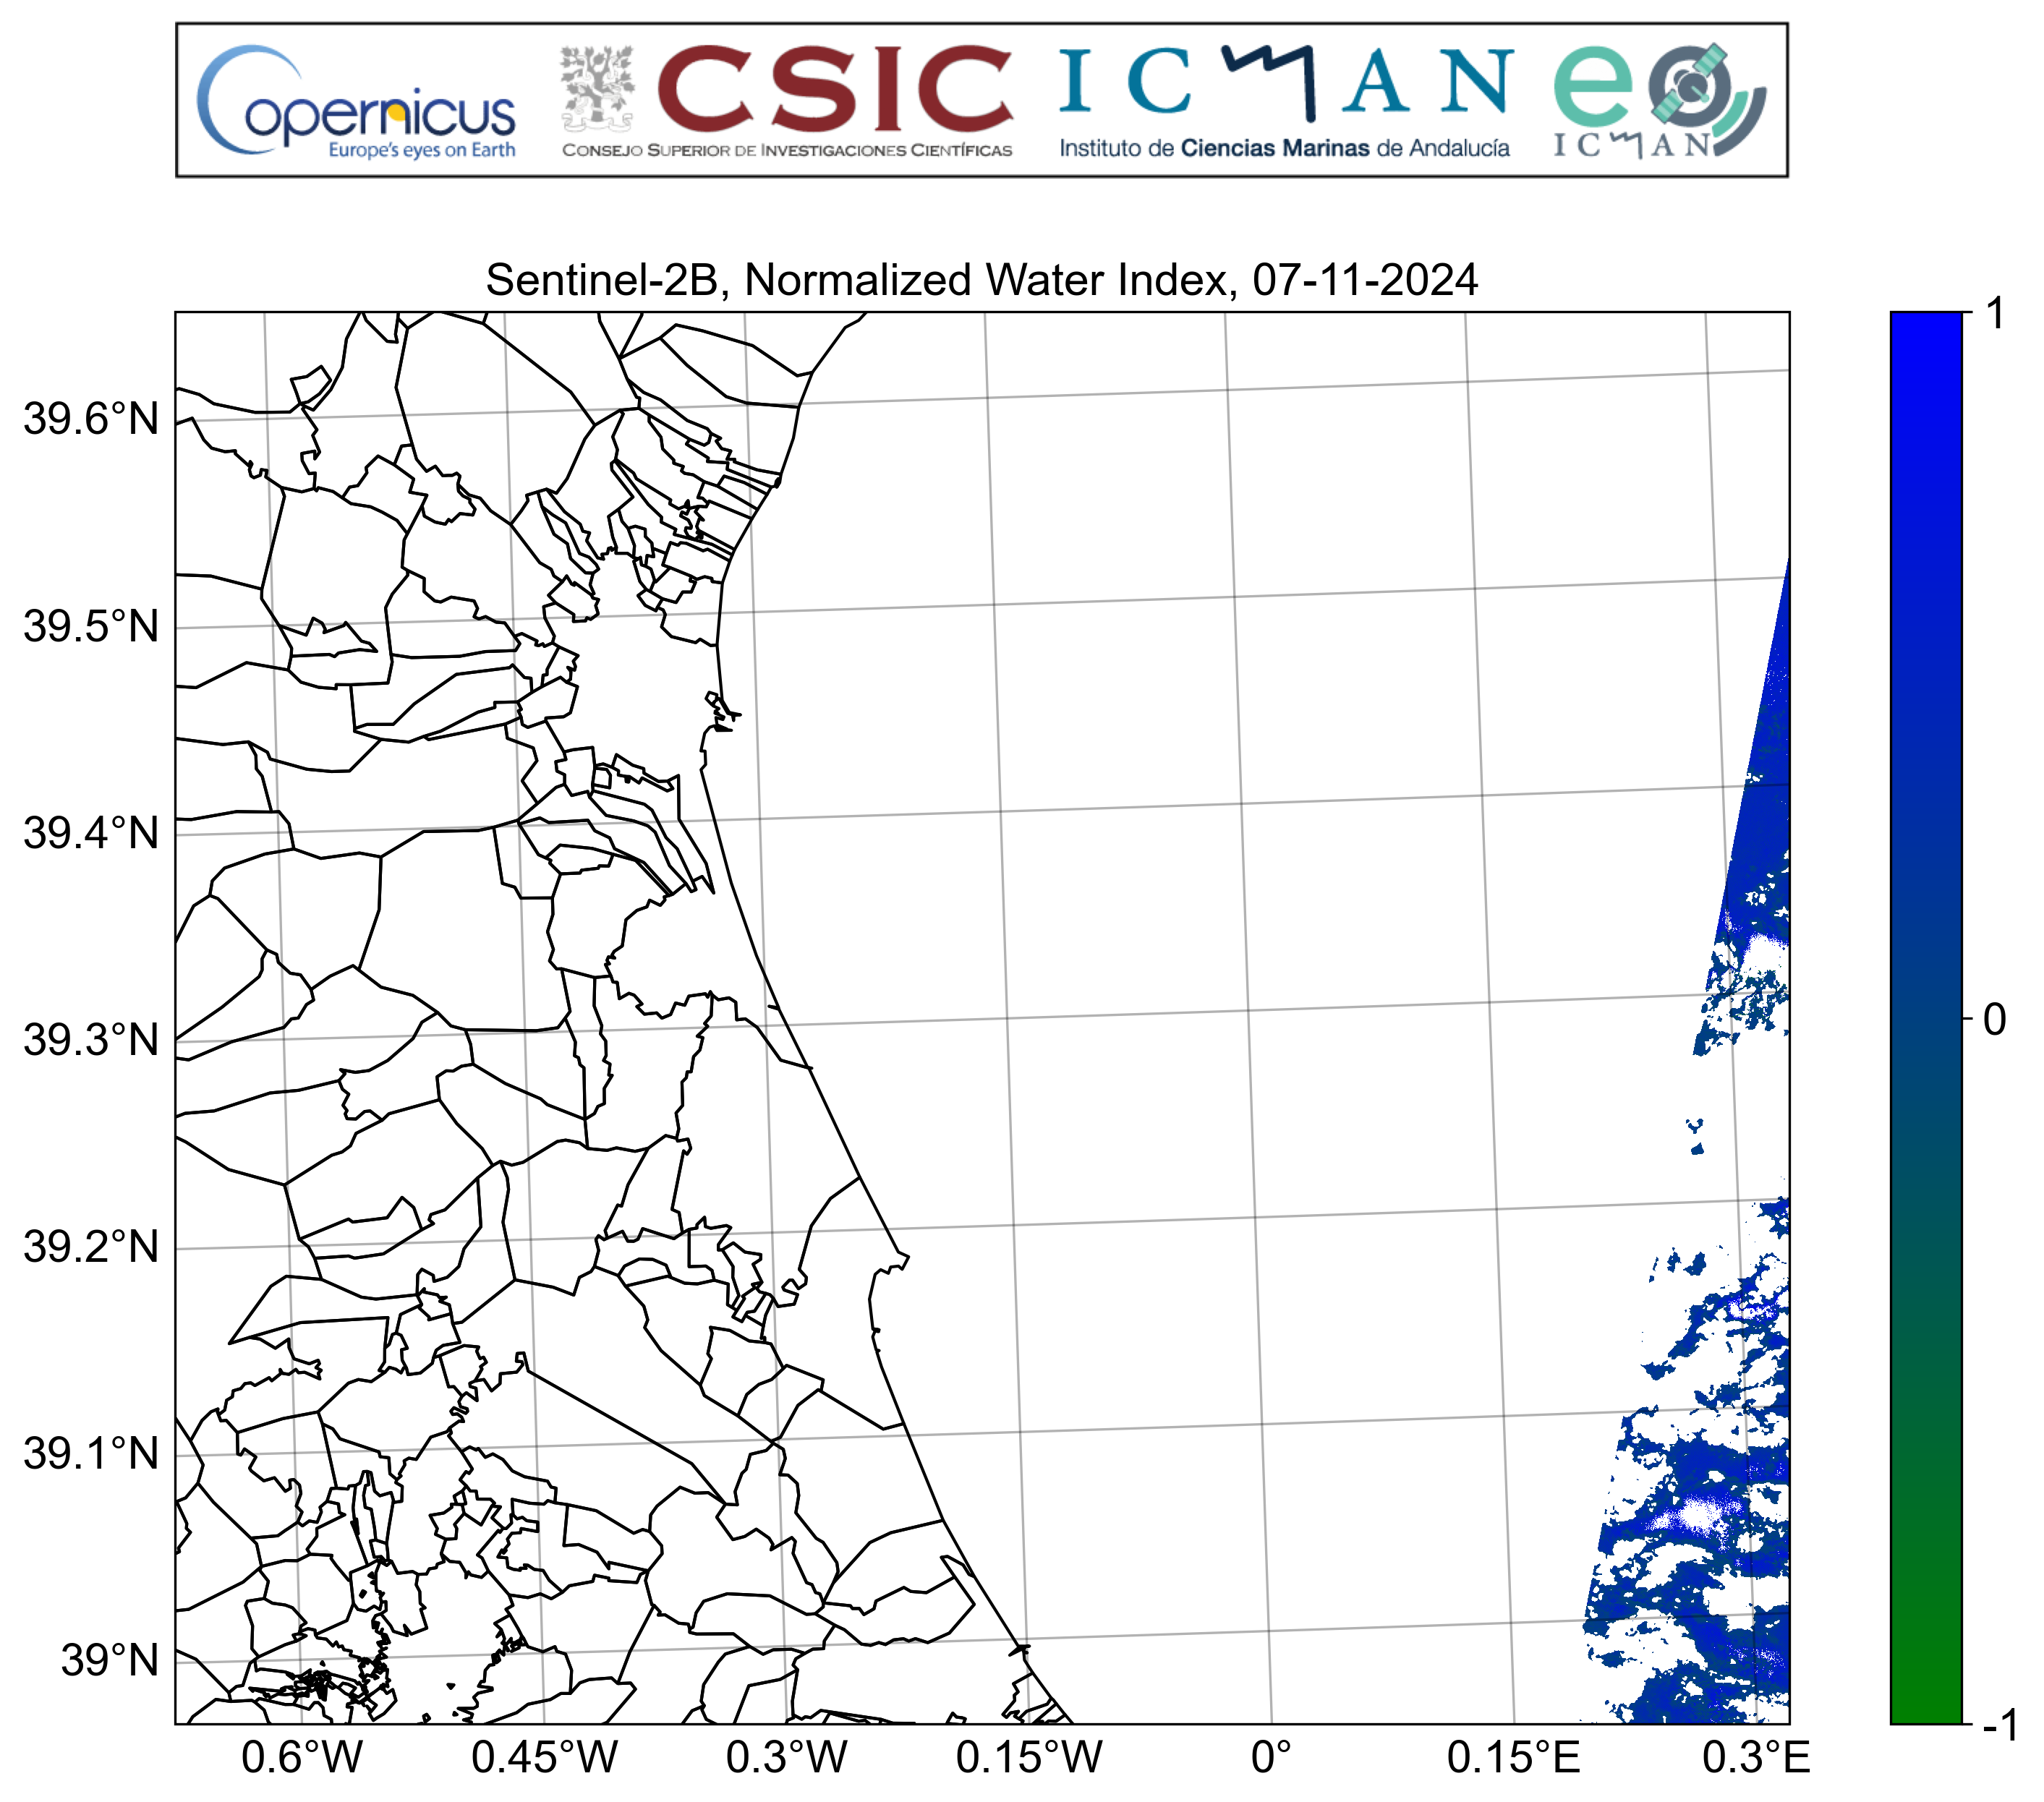 Copernicus
Europe's eyes on Earth
CSIC
CONSEJO SUPERIOR DE INVESTIGACIONES CIENTÍFICAS
ICMAN
Instituto de Ciencias Marinas de Andalucía
eo
ICMAN
Sentinel-2B, Normalized Water Index, 07-11-2024
1
0
-1
39.6°N
39.5°N
39.4°N
39.3°N
39.2°N
39.1°N
39°N
0.6°W 0.45°W 0.3°W 0.15°W 0° 0.15°E 0.3°E